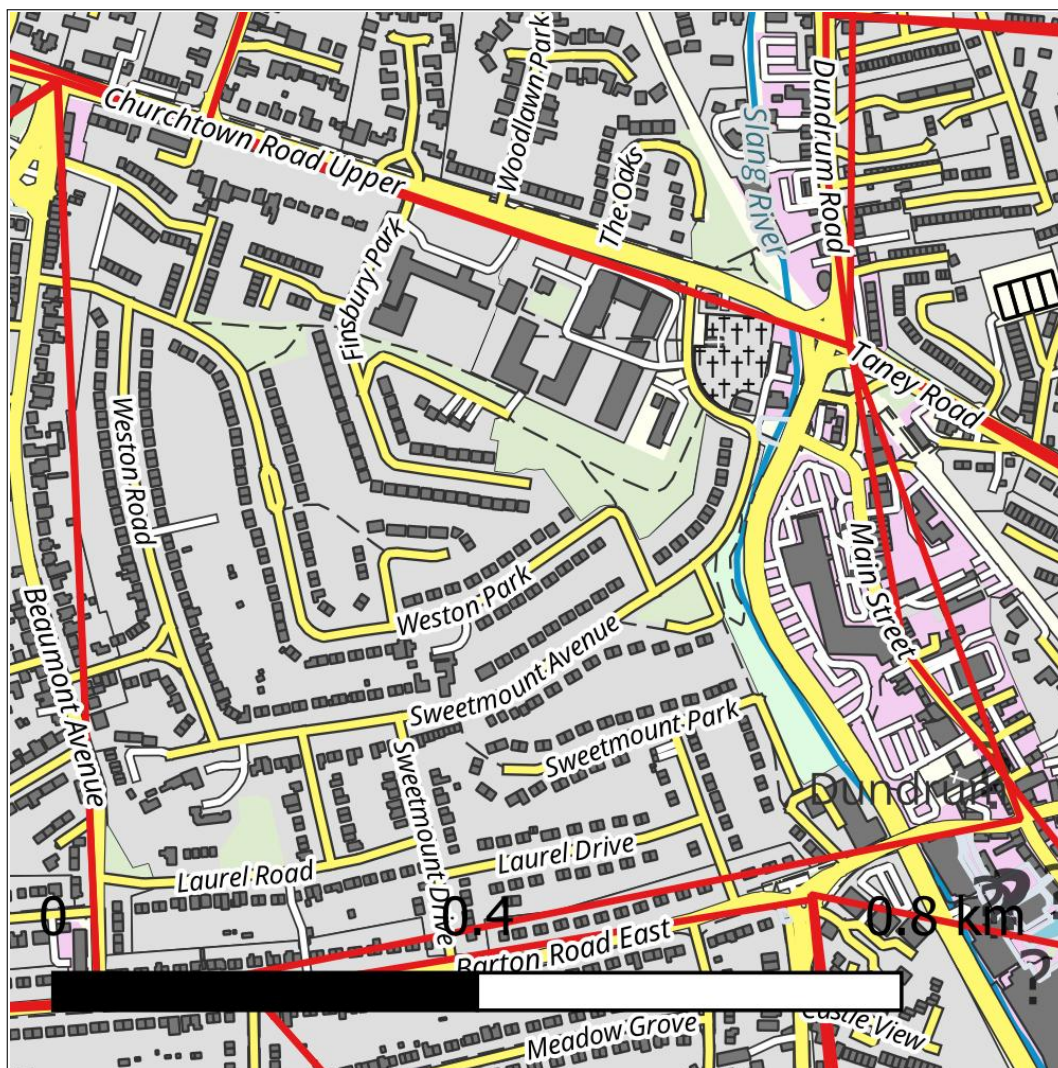 Woodlawn Park
Churchtown Road Upper
Dundrum Road
Slang River
The Oaks
Finsbury Park
Taney Road
Weston Road
Main Street
Weston Park
Beaumont Avenue
Sweetmount Avenue
Sweetmount Park
Sweetmount Drive
Dundrum
Laurel Drive
Laurel Road
0
0.4
0.8 km
Barton Road East
?
Castle View
Meadow Grove